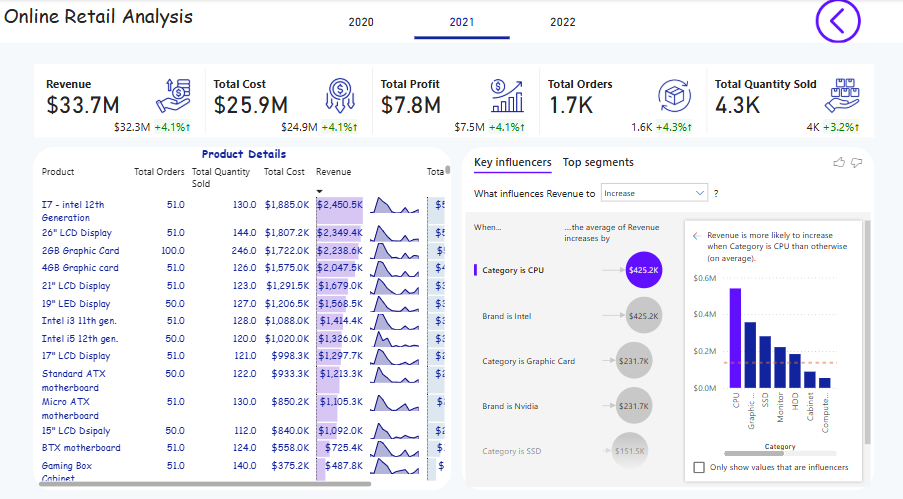 Online Retail Analysis
2020 2021 2022
Revenue
$33.7M
$32.3M +4.1%↑
Total Cost
$25.9M
$24.9M +4.1%↑
Total Profit
$7.8M
$7.5M +4.1%↑
Total Orders
1.7K
1.6K +4.3%↑
Total Quantity Sold
4.3K
4K +3.2%↑
Product Details
Product Total Orders Total Quantity Sold Total Cost Revenue Tota
I7 - intel 12th Generation 51.0 130.0 $1,885.0K $2,450.5K
26" LCD Display 51.0 144.0 $1,807.2K $2,349.4K
2GB Graphic Card 100.0 246.0 $1,722.0K $2,238.6K
4GB Graphic card 51.0 126.0 $1,575.0K $2,047.5K
21" LCD Display 51.0 123.0 $1,291.5K $1,679.0K
19" LED Display 50.0 127.0 $1,206.5K $1,568.5K
Intel i3 11th gen. 51.0 128.0 $1,088.0K $1,414.4K
Intel i5 12th gen. 50.0 120.0 $1,020.0K $1,326.0K
17" LCD Display 51.0 121.0 $998.3K $1,297.7K
Standard ATX motherboard 50.0 122.0 $933.3K $1,213.3K
Micro ATX motherboard 51.0 130.0 $850.2K $1,105.3K
15" LCD Dsipaly 50.0 112.0 $840.0K $1,092.0K
BTX motherboard 51.0 124.0 $558.0K $725.4K
Gaming Box Cabinet 51.0 140.0 $375.2K $487.8K
Key influencers Top segments
What influences Revenue to Increase ?
When...
....the average of Revenue increases by
Category is CPU $425.2K
Brand is Intel $425.2K
Category is Graphic Card $231.7K
Brand is Nvidia $231.7K
Category is SSD $151.5K
← Revenue is more likely to increase
when Category is CPU than otherwise
(on average).
$0.6M
$0.4M
$0.2M
$0.0M
CPU
Graphic ...
SSD
Monitor
HDD
Cabinet
Compute...
Category
Only show values that are influencers